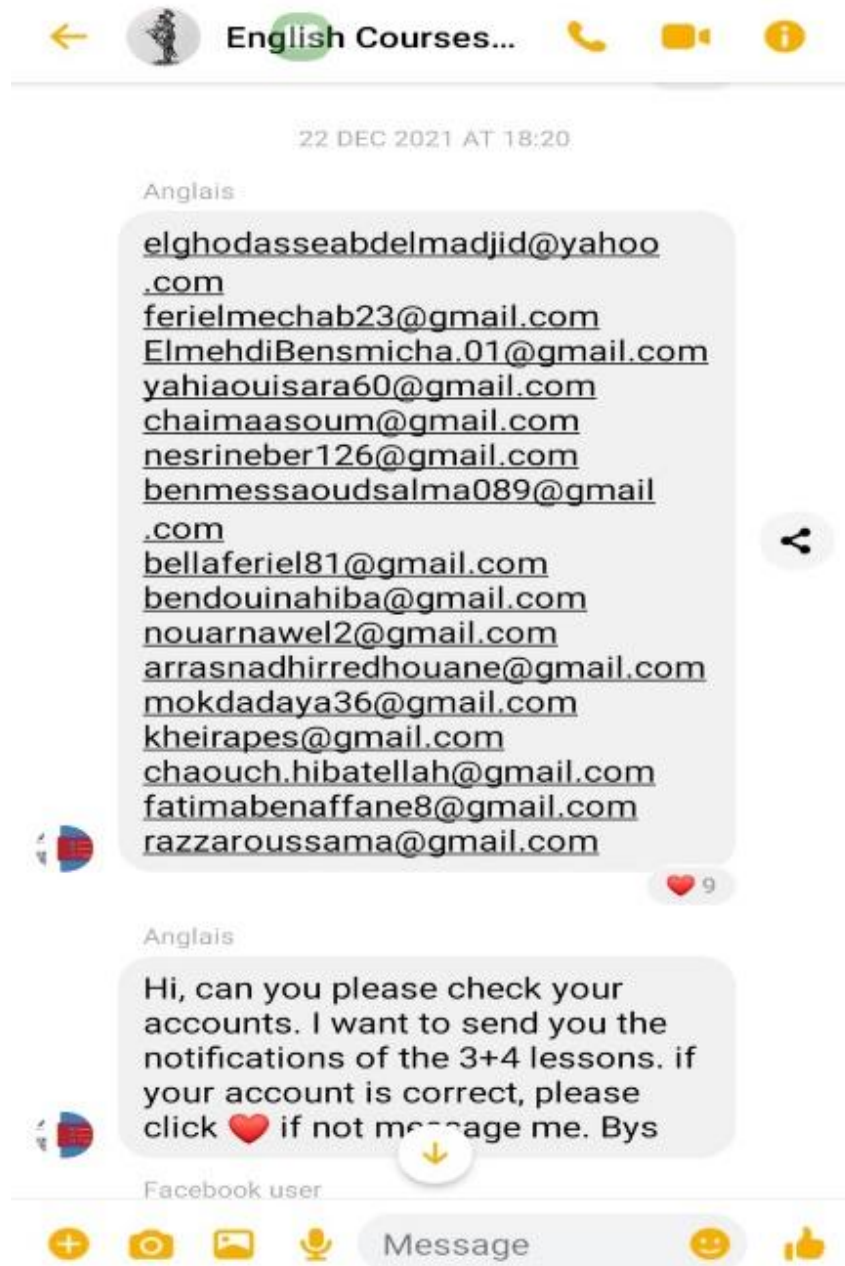 English Courses...
22 DEC 2021 AT 18:20
Anglais
elghodasseabdelmadjid@yahoo
.com
ferielmechab23@gmail.com
ElmehdiBensmicha.01@gmail.com
yahiaouisara60@gmail.com
chaimaasoum@gmail.com
nesrineber126@gmail.com
benmessaoudsalma089@gmail
.com
bellaferiel81@gmail.com
bendouinahiba@gmail.com
nouarnawel2@gmail.com
arrasnadhirredhouane@gmail.com
mokdadaya36@gmail.com
kheirapes@gmail.com
chaouch.hibatellah@gmail.com
fatimabenaffane8@gmail.com
razzaroussama@gmail.com
❤ 9
Anglais
Hi, can you please check your
accounts. I want to send you the
notifications of the 3+4 lessons. if
your account is correct, please
click ❤ if not message me. Bys
Facebook user
Message